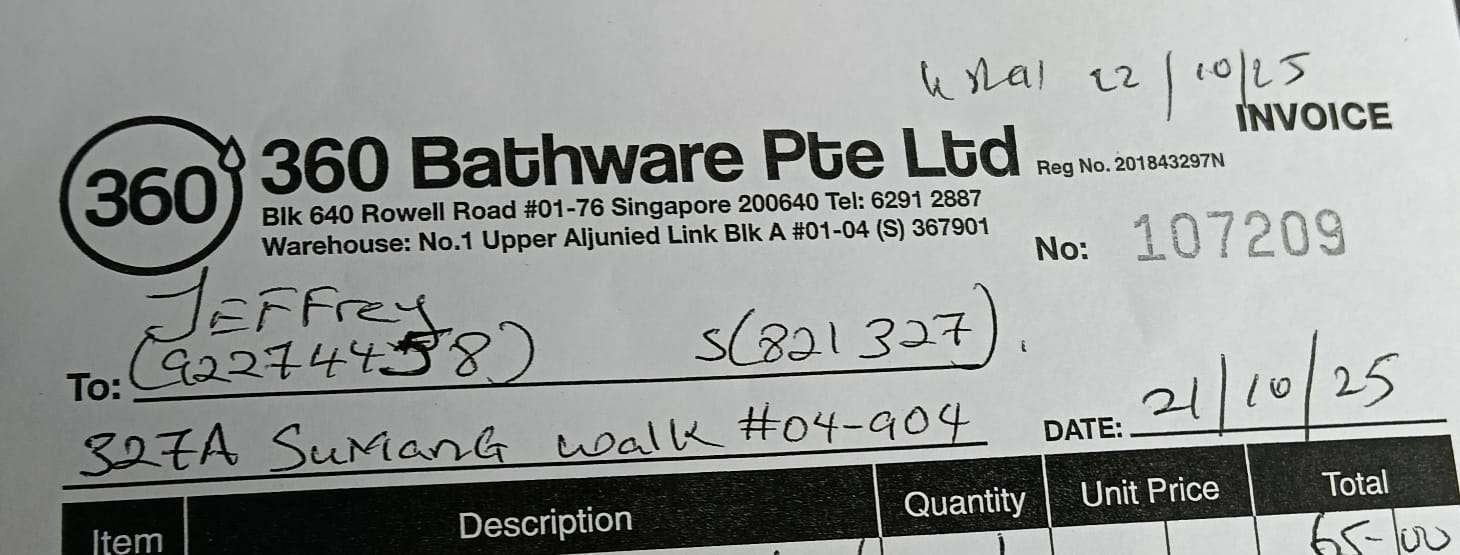 22/10/25
INVOICE
360
360 Bathware Pte Ltd Reg No. 201843297N
Blk 640 Rowell Road #01-76 Singapore 200640 Tel: 6291 2887
Warehouse: No.1 Upper Aljunied Link Blk A #01-04 (S) 367901
No: 107209
JEFFrey
To: (92274458) S(821327).
327A SuMang walk #04-904
DATE: 21/10/25
Item Description Quantity Unit Price Total
65-00